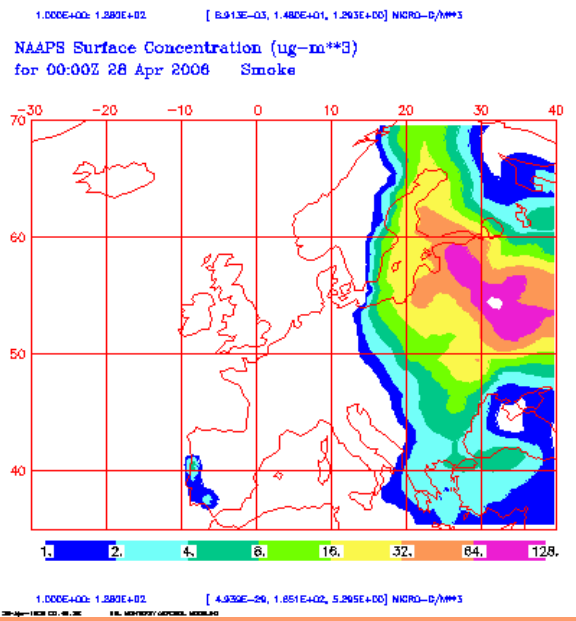 1.000E+00: 1.280E+02 [ 6.913E-03, 1.480E+01, 1.293E+00] MICRO-G/M**3
NAAPS Surface Concentration (ug-m**3)
for 00:00Z 28 Apr 2006 Smoke
-30 -20 -10 0 10 20 30 40
70
60
50
40
1. 2. 4. 8. 16. 32. 64. 128.
1.000E+00: 1.280E+02 [ 4.939E-29, 1.651E+02, 5.295E+00] MICRO-G/M**3